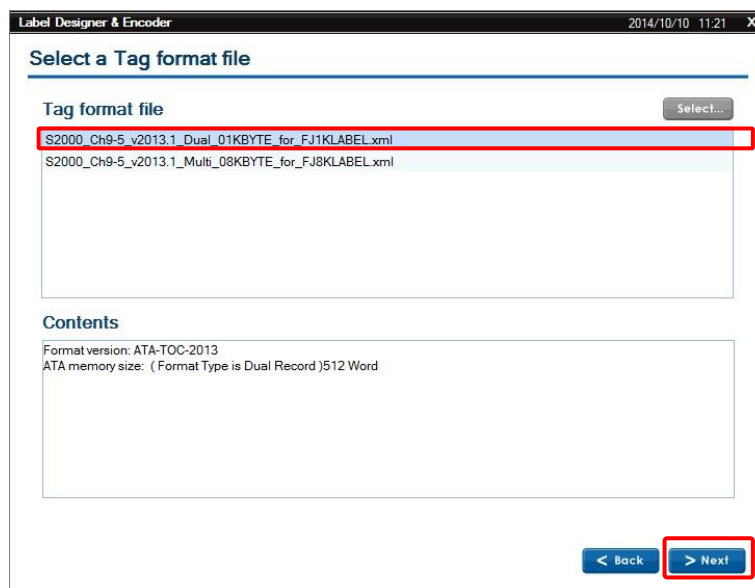 Label Designer & Encoder 2014/10/10 11:21 X
Select a Tag format file
Tag format file Select...
S2000_Ch9-5_v2013.1_Dual_01KBYTE_for_FJ1KLABEL.xml
S2000_Ch9-5_v2013.1_Multi_08KBYTE_for_FJ8KLABEL.xml
Contents
Format version: ATA-TOC-2013
ATA memory size: ( Format Type is Dual Record )512 Word
< Back > Next